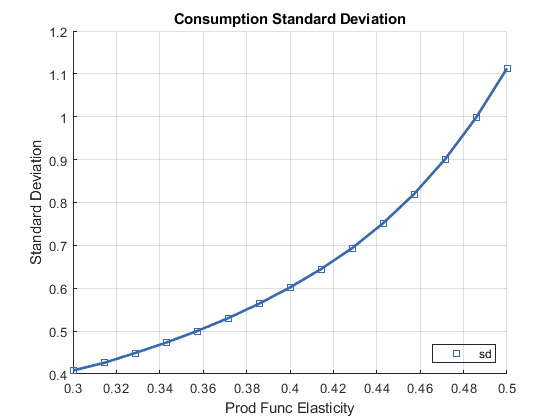 Consumption Standard Deviation
1.2
1.1
1
0.9
0.8
0.7
0.6
0.5
0.4
Standard Deviation
sd
0.3 0.32 0.34 0.36 0.38 0.4 0.42 0.44 0.46 0.48 0.5
Prod Func Elasticity